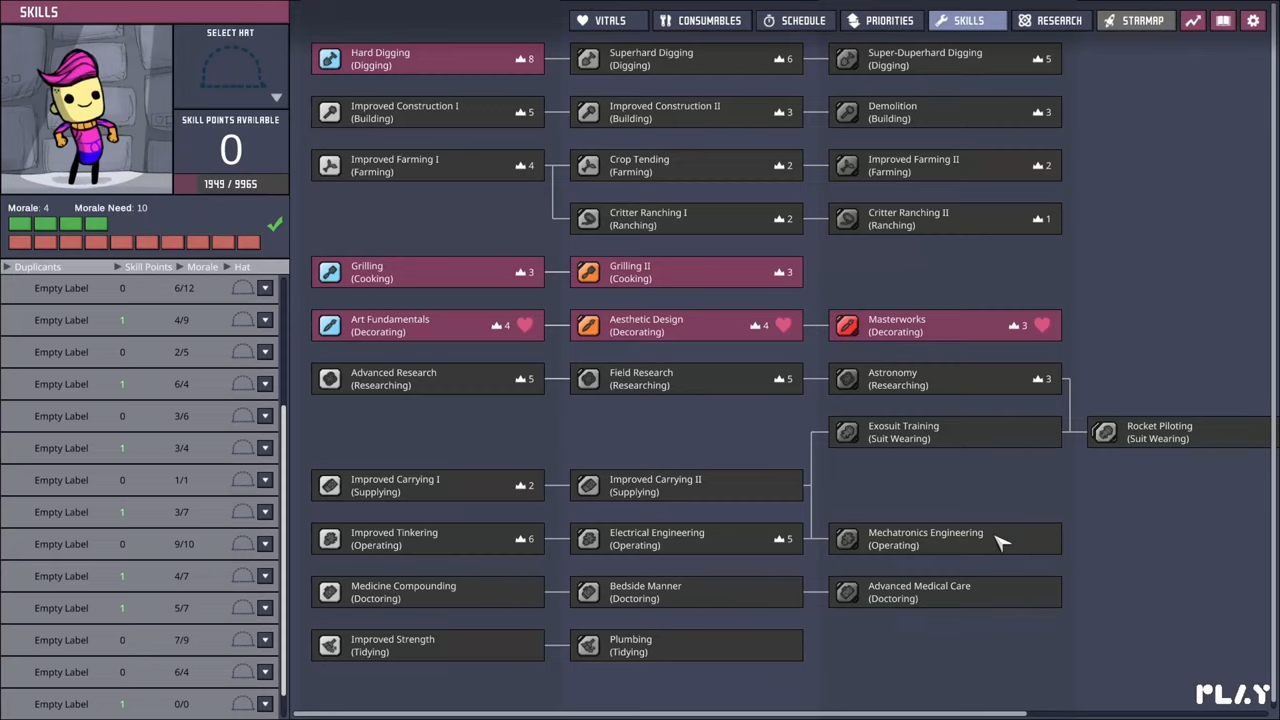 SKILLS
VITALS
CONSUMABLES
SCHEDULE
PRIORITIES
SKILLS
RESEARCH
STARMAP
SELECT HAT
SKILL POINTS AVAILABLE
0
1949 / 9965
Morale: 4
Morale Need: 10
Duplicants
Skill Points
Morale
Hat
Empty Label 0 6/12
Empty Label 1 4/9
Empty Label 0 2/5
Empty Label 1 6/4
Empty Label 0 3/6
Empty Label 1 3/4
Empty Label 0 1/1
Empty Label 1 3/7
Empty Label 0 9/10
Empty Label 1 4/7
Empty Label 1 5/7
Empty Label 0 7/9
Empty Label 0 6/4
Empty Label 1 0/0
Hard Digging
(Digging)
8
Superhard Digging
(Digging)
6
Super-Duperhard Digging
(Digging)
5
Improved Construction I
(Building)
5
Improved Construction II
(Building)
3
Demolition
(Building)
3
Improved Farming I
(Farming)
4
Crop Tending
(Farming)
2
Improved Farming II
(Farming)
2
Critter Ranching I
(Ranching)
2
Critter Ranching II
(Ranching)
1
Grilling
(Cooking)
3
Grilling II
(Cooking)
3
Art Fundamentals
(Decorating)
4
Aesthetic Design
(Decorating)
4
Masterworks
(Decorating)
3
Advanced Research
(Researching)
5
Field Research
(Researching)
5
Astronomy
(Researching)
3
Exosuit Training
(Suit Wearing)
Rocket Piloting
(Suit Wearing)
Improved Carrying I
(Supplying)
2
Improved Carrying II
(Supplying)
Improved Tinkering
(Operating)
6
Electrical Engineering
(Operating)
5
Mechatronics Engineering
(Operating)
Medicine Compounding
(Doctoring)
Bedside Manner
(Doctoring)
Advanced Medical Care
(Doctoring)
Improved Strength
(Tidying)
Plumbing
(Tidying)
PLAY